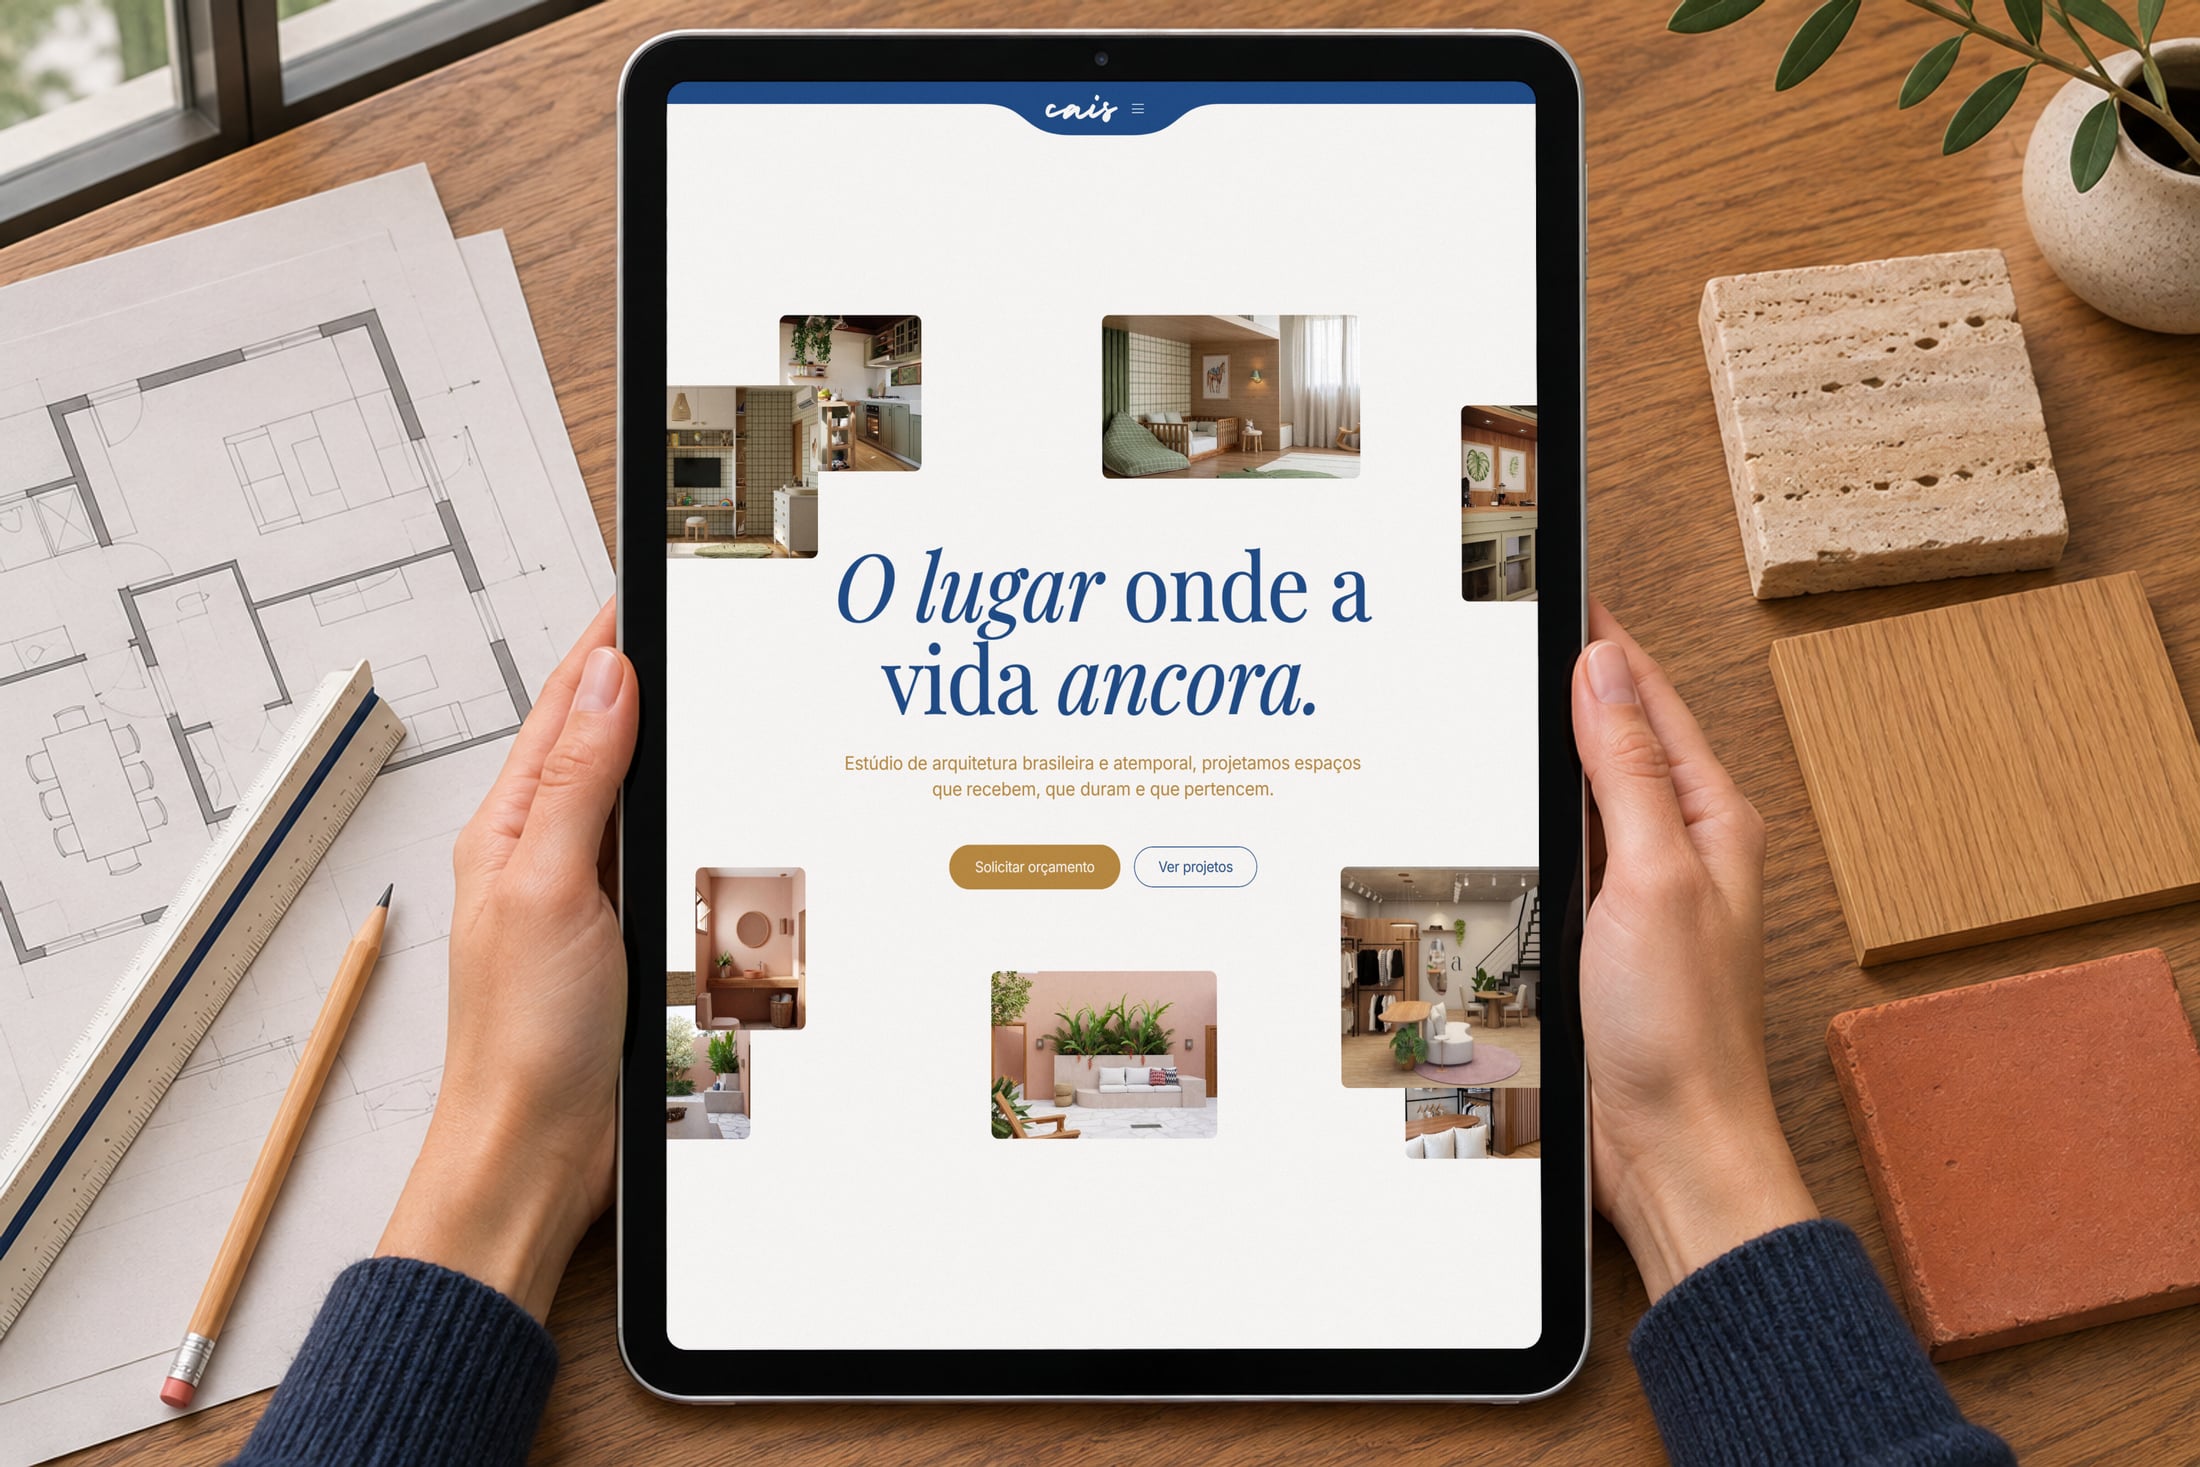 cais
O lugar onde a
vida ancora.
Estúdio de arquitetura brasileira e atemporal, projetamos espaços
que recebem, que duram e que pertencem.
Solicitar orçamento
Ver projetos
a